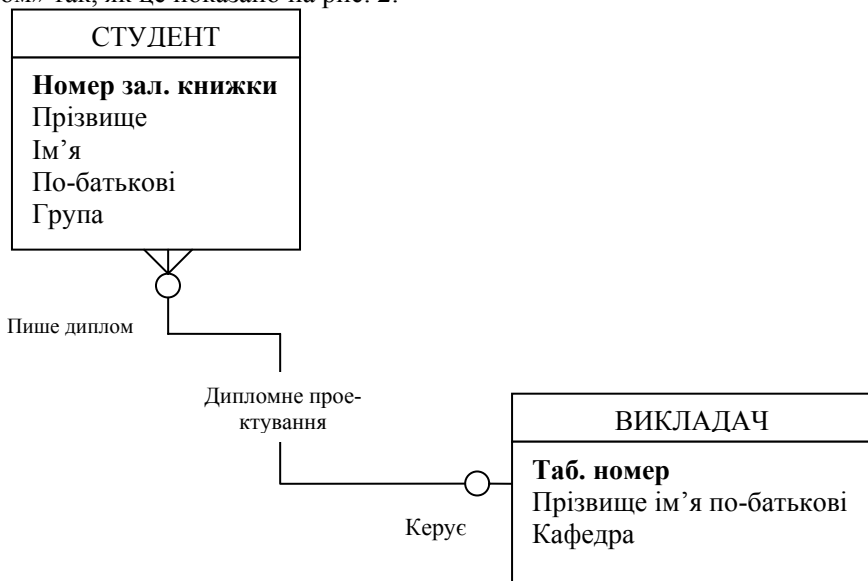 ом» так, як це показано на рис. 2.
СТУДЕНТ
Номер зал. книжки
Прізвище
Ім’я
По-батькові
Група
Пише диплом
Дипломне прое-
ктування
ВИКЛАДАЧ
Таб. номер
Прізвище ім’я по-батькові
Кафедра
Керує